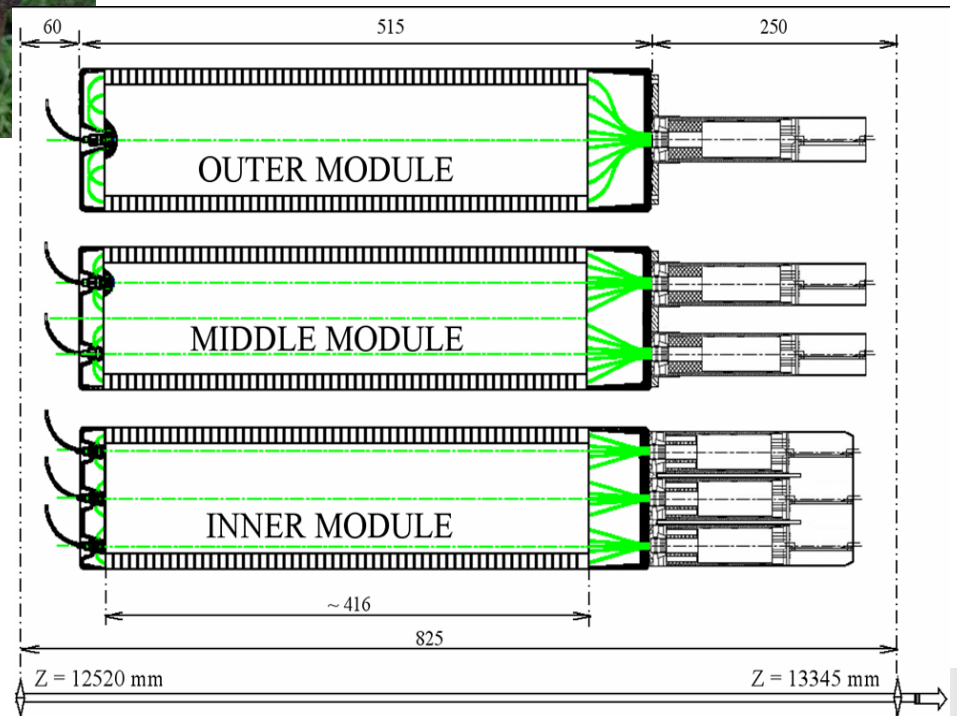 60
515
250
OUTER MODULE
MIDDLE MODULE
INNER MODULE
~ 416
825
Z = 12520 mm
Z = 13345 mm